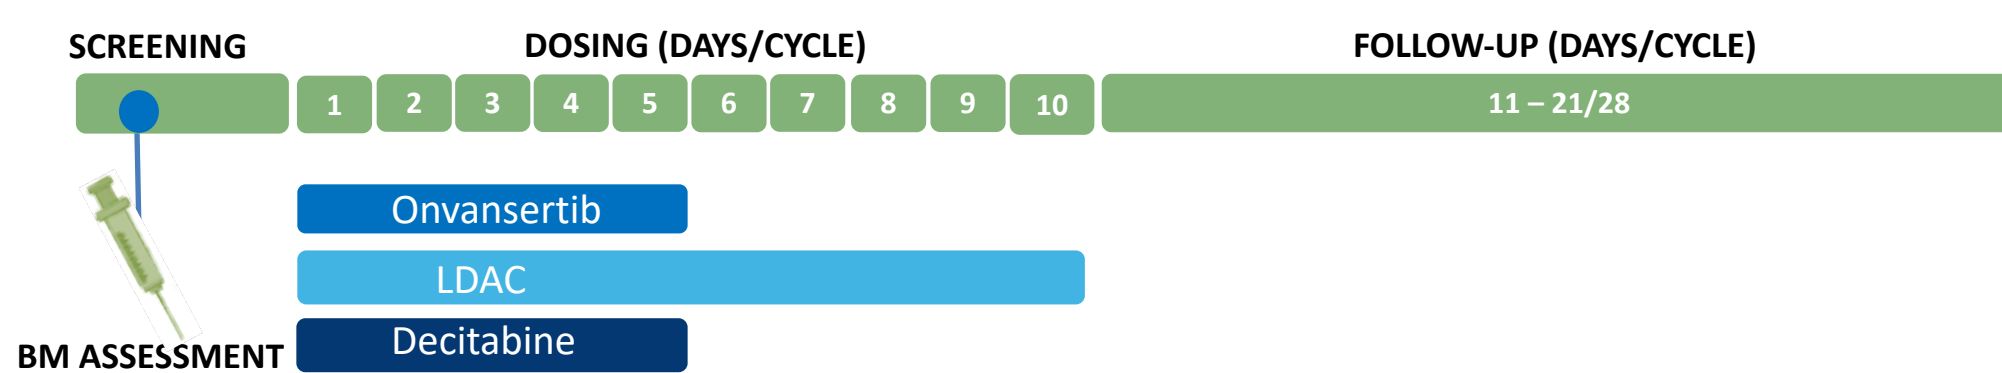 SCREENING
DOSING (DAYS/CYCLE)
FOLLOW-UP (DAYS/CYCLE)
1 2 3 4 5 6 7 8 9 10 11 – 21/28
Onvansertib
LDAC
Decitabine
BM ASSESSMENT